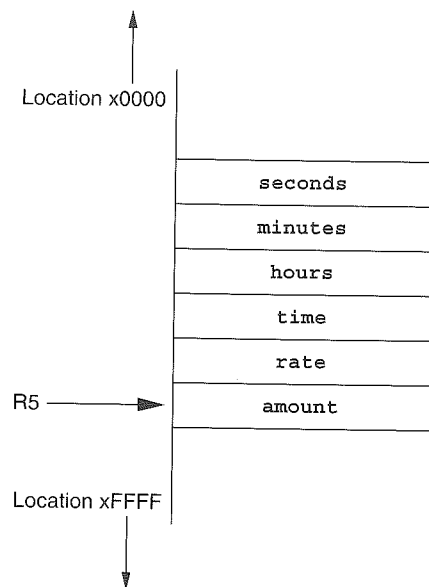 Location x0000
seconds
minutes
hours
time
rate
R5
amount
Location xFFFF